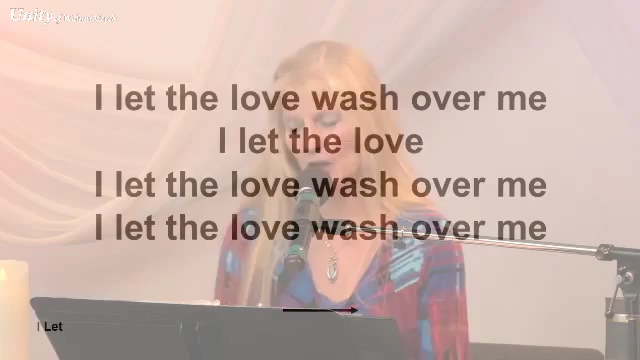 Unity
I let the love wash over me
I let the love
I let the love wash over me
I let the love wash over me
I Let